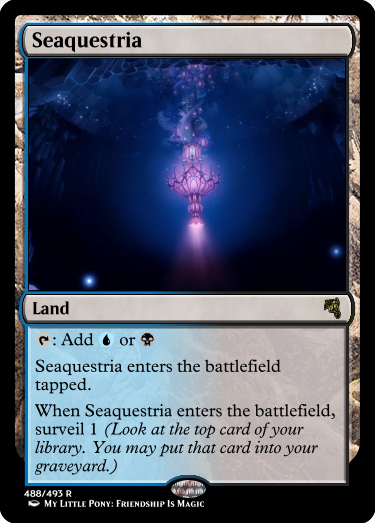 Seaquestria
Land
: Add or
Seaquestria enters the battlefield
tapped.
When Seaquestria enters the battlefield,
surveil 1 (Look at the top card of your
library. You may put that card into your
graveyard.)
488/493 R
My Little Pony: Friendship Is Magic